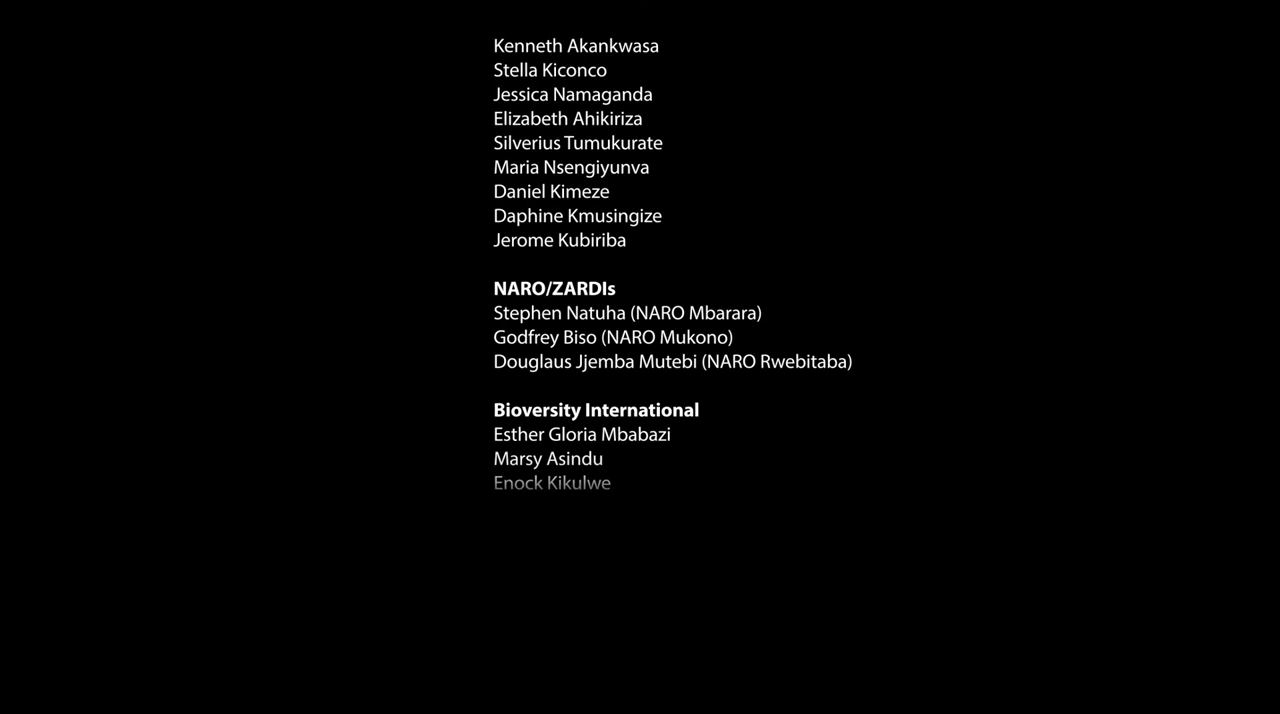 Kenneth Akankwasa
Stella Kiconco
Jessica Namaganda
Elizabeth Ahikiriza
Silverius Tumukurate
Maria Nsengiyunva
Daniel Kimeze
Daphine Kmusingize
Jerome Kubiriba
NARO/ZARDIs
Stephen Natuha (NARO Mbarara)
Godfrey Biso (NARO Mukono)
Douglaus Jjemba Mutebi (NARO Rwebitaba)
Bioversity International
Esther Gloria Mbabazi
Marsy Asindu
Enock Kikulwe